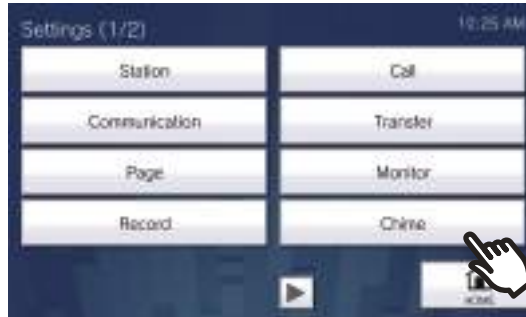 Settings (1/2)
10:25 AM
Station
Call
Communication
Transfer
Page
Monitor
Record
Chime
HOME